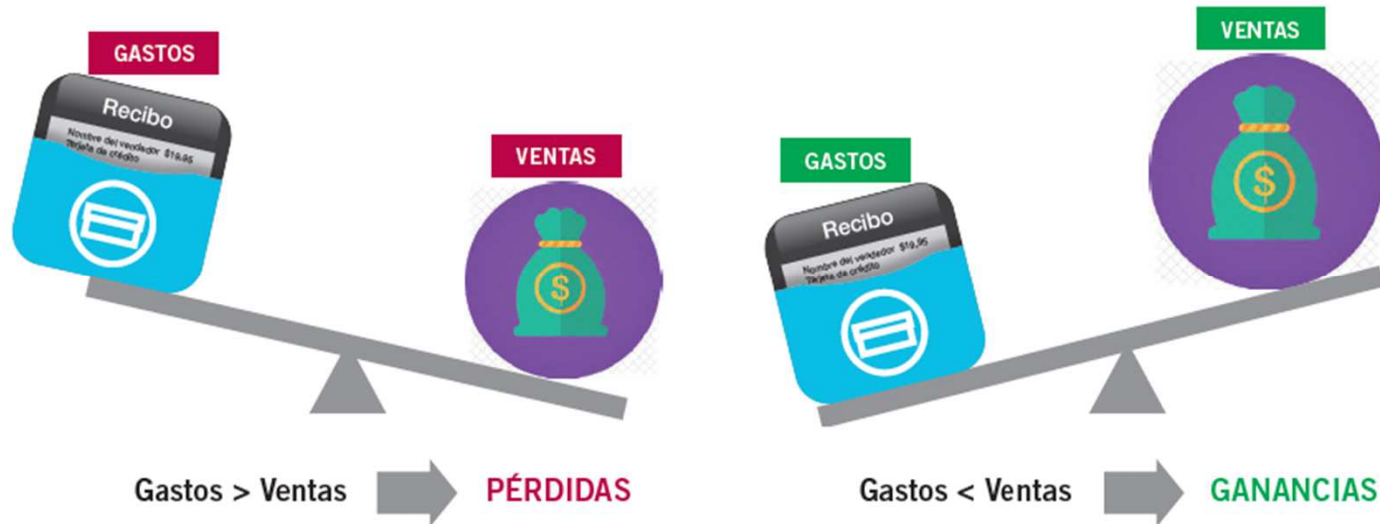 GASTOS
Recibo
Nombre del vendedor $19.95
Tarjeta de crédito
VENTAS
$
Gastos > Ventas
PÉRDIDAS
VENTAS
GASTOS
Recibo
Nombre del vendedor $19.95
Tarjeta de crédito
$
Gastos < Ventas
GANANCIAS